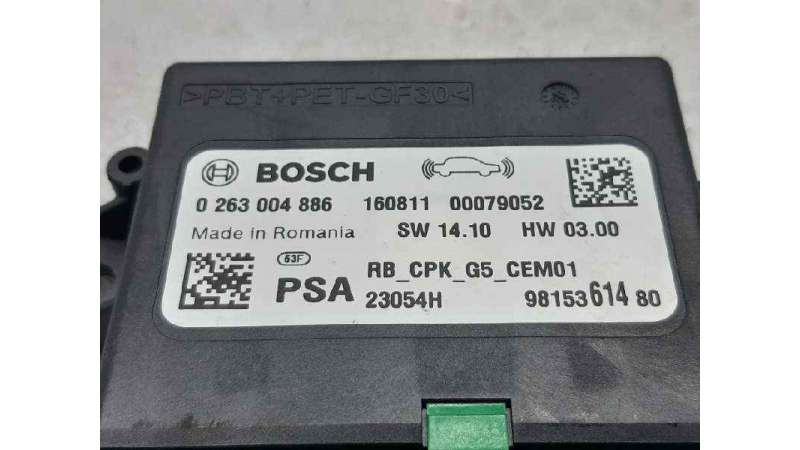 >PBT+PET-GF30<
BOSCH
0 263 004 886 160811 00079052
Made in Romania SW 14.10 HW 03.00
53F
PSA RB_CPK_G5_CEM01
23054H 98153614 80